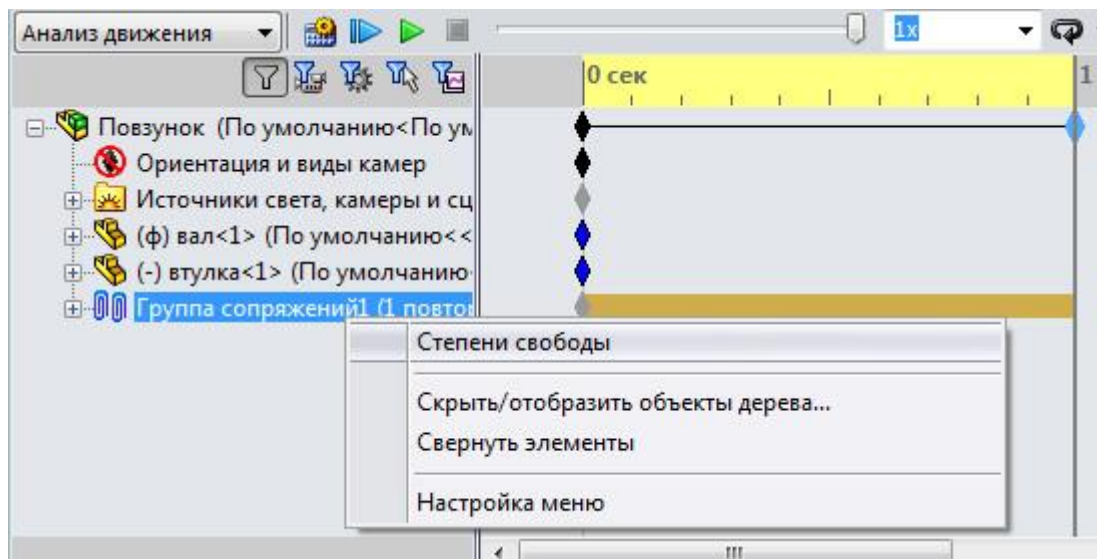 Анализ движения
1x
0 сек
1
Повзунок (По умолчанию<По ум
Ориентация и виды камер
Источники света, камеры и сц
(ф) вал<1> (По умолчанию<<
(-) втулка<1> (По умолчанию
Группа сопряжений1 (1 повтор
Степени свободы
Скрыть/отобразить объекты дерева...
Свернуть элементы
Настройка меню